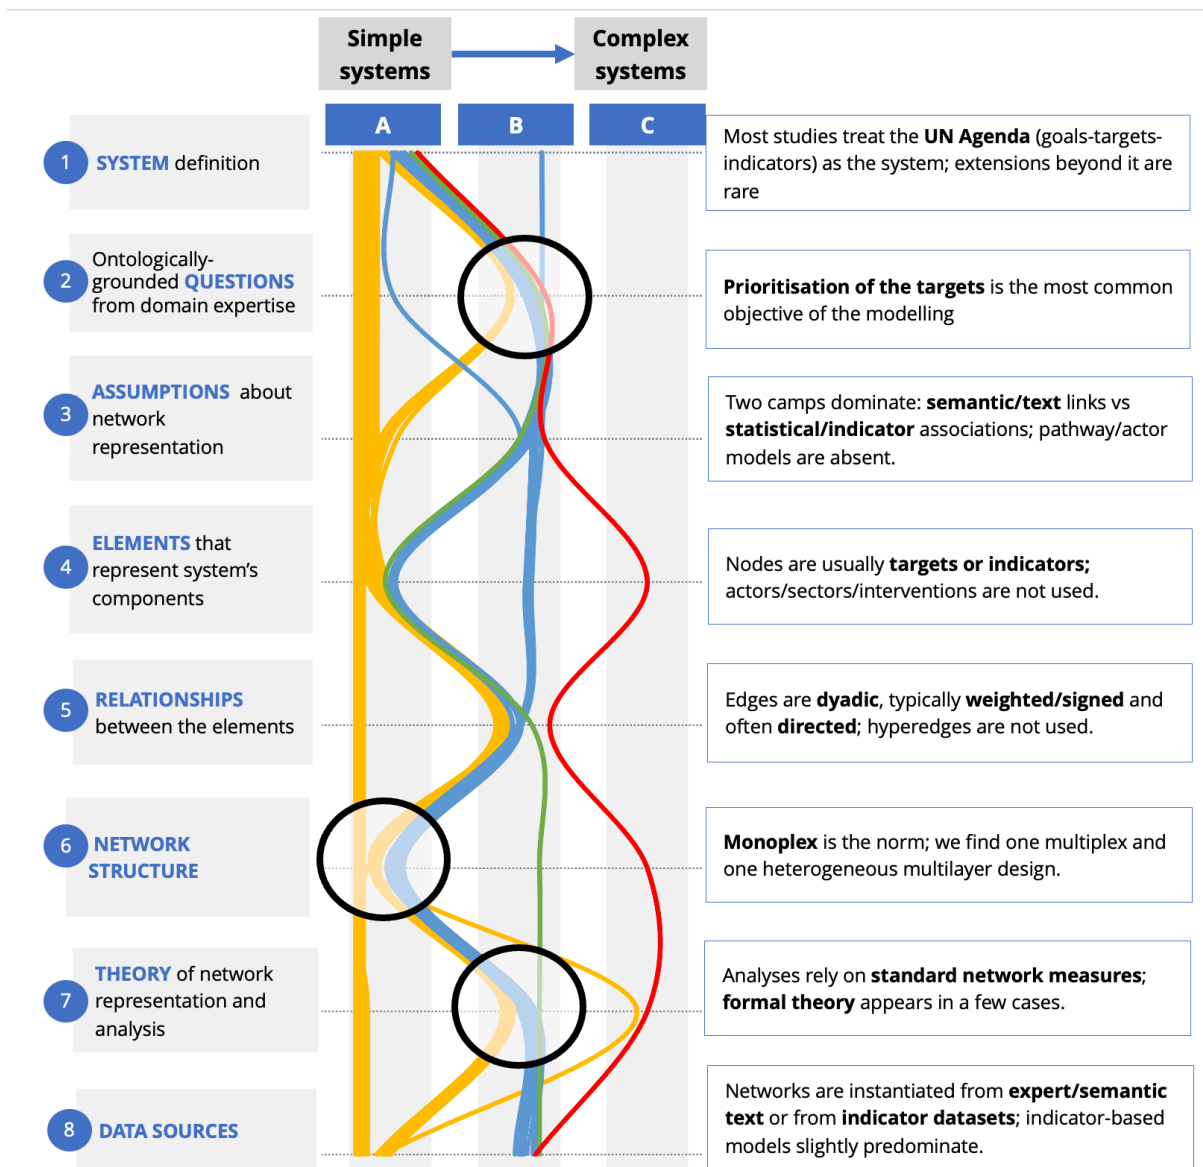 Simple
systems
Complex
systems
A
B
C
1
SYSTEM definition
Most studies treat the UN Agenda (goals-targets-
indicators) as the system; extensions beyond it are
rare
2
Ontologically-
grounded QUESTIONS
from domain expertise
Prioritisation of the targets is the most common
objective of the modelling
3
ASSUMPTIONS about
network
representation
Two camps dominate: semantic/text links vs
statistical/indicator associations; pathway/actor
models are absent.
4
ELEMENTS that
represent system’s
components
Nodes are usually targets or indicators;
actors/sectors/interventions are not used.
5
RELATIONSHIPS
between the elements
Edges are dyadic, typically weighted/signed and
often directed; hyperedges are not used.
6
NETWORK
STRUCTURE
Monoplex is the norm; we find one multiplex and
one heterogeneous multilayer design.
7
THEORY of network
representation and
analysis
Analyses rely on standard network measures;
formal theory appears in a few cases.
8
DATA SOURCES
Networks are instantiated from expert/semantic
text or from indicator datasets; indicator-based
models slightly predominate.